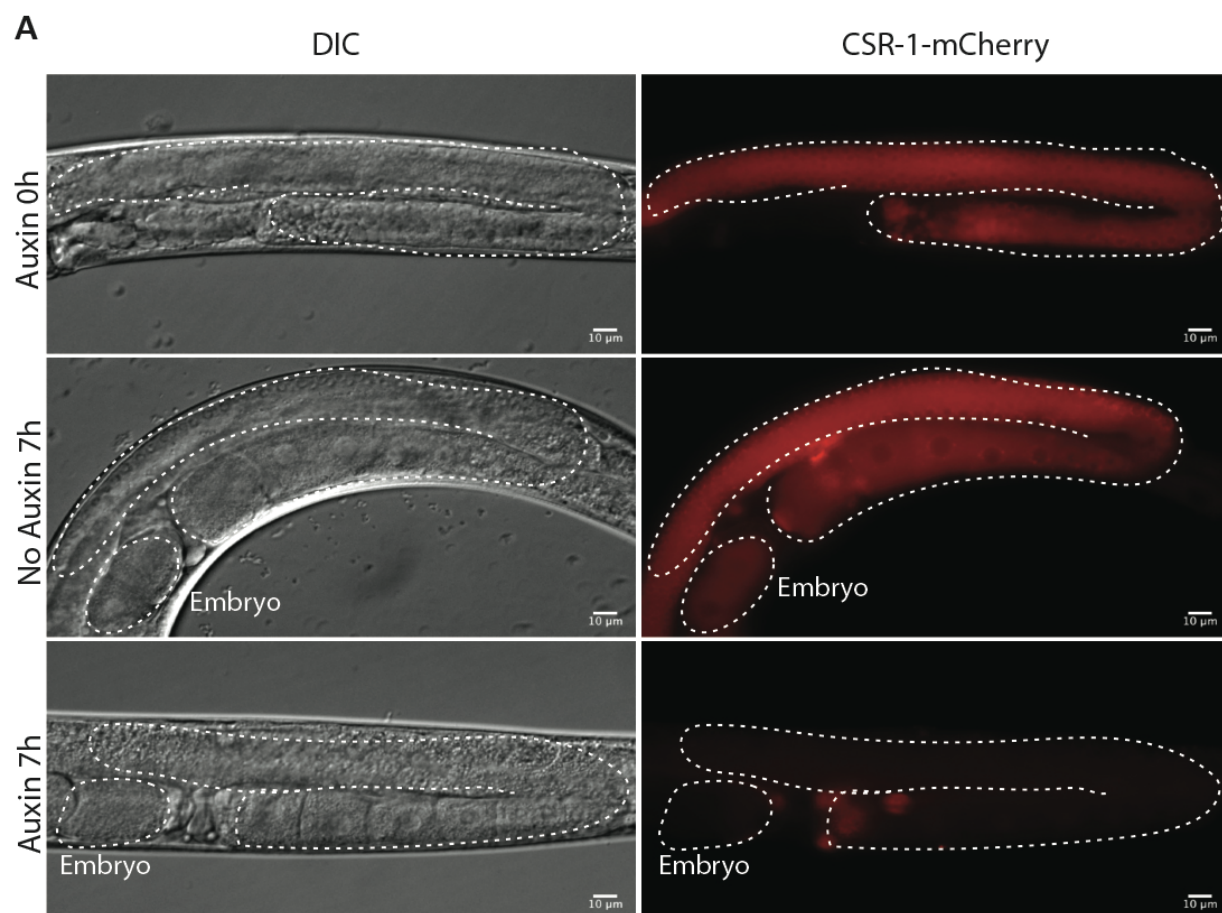 A
DIC
CSR-1-mCherry
Auxin 0h
10 µm
10 µm
No Auxin 7h
Embryo
10 µm
Embryo
10 µm
Auxin 7h
Embryo
10 µm
Embryo
10 µm